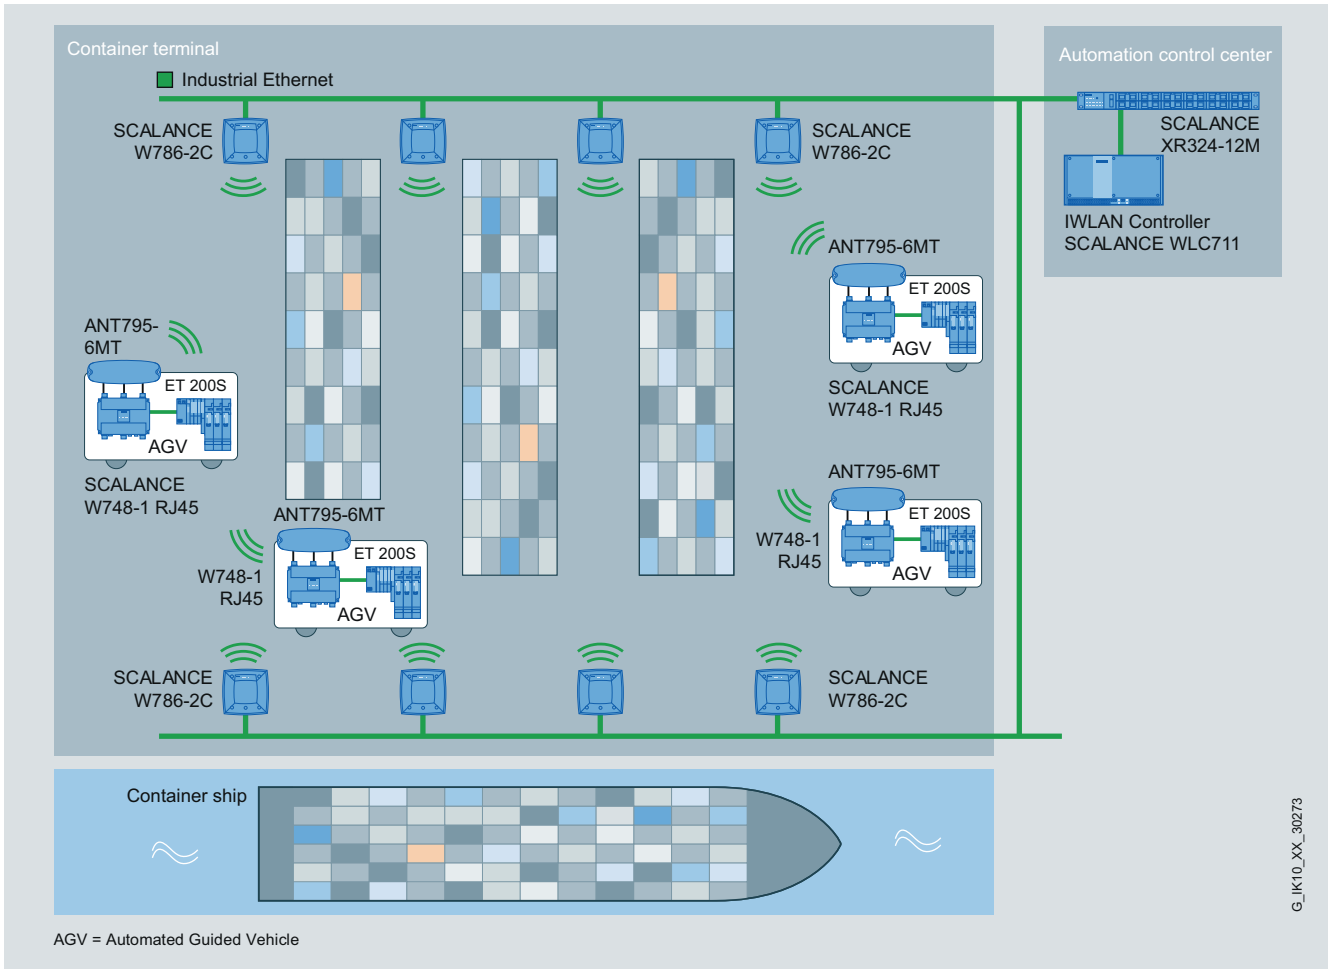 Container terminal
Industrial Ethernet
Automation control center
SCALANCE
W786-2C
SCALANCE
W786-2C
SCALANCE
XR324-12M
IWLAN Controller
SCALANCE WLC711
ANT795-6MT
ET 200S
AGV
SCALANCE
W748-1 RJ45
ANT795-
6MT
ET 200S
AGV
SCALANCE
W748-1 RJ45
ANT795-6MT
ET 200S
W748-1
RJ45
AGV
ANT795-6MT
ET 200S
W748-1
RJ45
AGV
SCALANCE
W786-2C
SCALANCE
W786-2C
Container ship
G_IK10_XX_30273
AGV = Automated Guided Vehicle